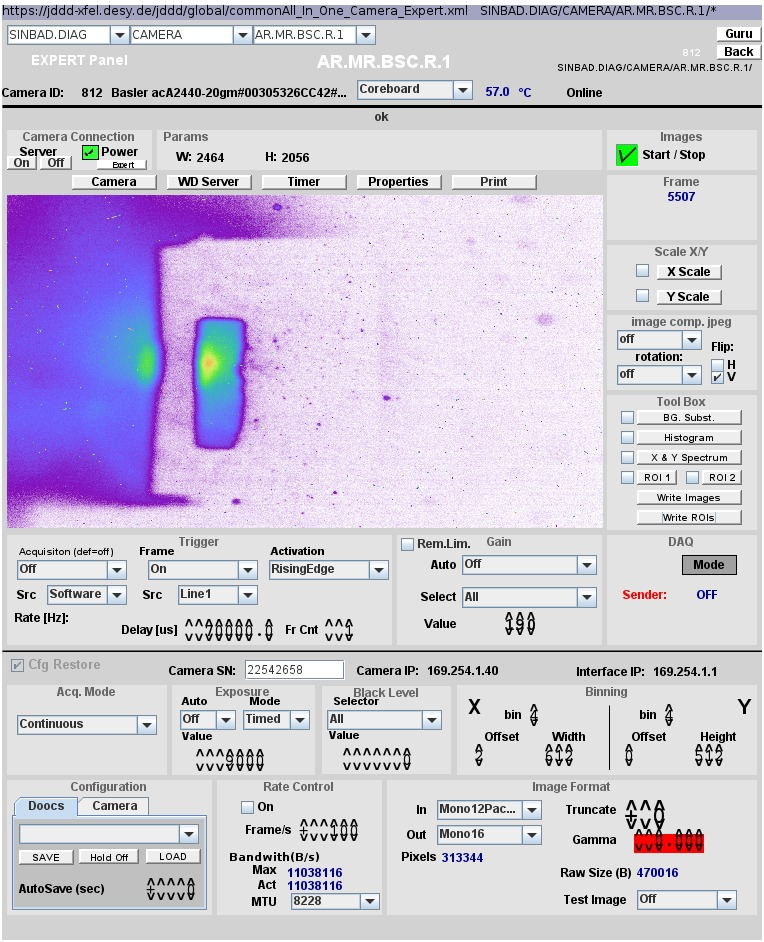 https://jddd-xfel.desy.de/jddd/global/commonAll_In_One_Camera_Expert.xml SINBAD.DIAG/CAMERA/AR.MR.BSC.R.1/*
SINBAD.DIAG CAMERA AR.MR.BSC.R.1 Guru
EXPERT Panel AR.MR.BSC.R.1 812 Back
SINBAD.DIAG/CAMERA/AR.MR.BSC.R.1/
Camera ID: 812 Basler acA2440-20gm#00305326CC42#... Coreboard 57.0 °C Online
ok
Camera Connection Params Images
Server Power W: 2464 H: 2056 Start / Stop
On Off Expert
Camera WD Server Timer Properties Print Frame
5507
Scale X/Y
X Scale
Y Scale
image comp. jpeg
off Flip:
rotation: H
off V
Tool Box
BG. Subst.
Histogram
X & Y Spectrum
ROI 1 ROI 2
Write Images
Write ROIs
Trigger Rem.Lim. Gain DAQ
Acquisiton (def=off) Frame Activation
Off On RisingEdge Auto Off Mode
Src Software Src Line1 Select All Sender: OFF
Rate [Hz]: Delay[us] 70000.0 Fr Cnt 1 Value 190
Cfg Restore Camera SN: 22542658 Camera IP: 169.254.1.40 Interface IP: 169.254.1.1
Acq. Mode Exposure Black Level Binning
Auto Mode Selector X Y
Continuous Off Timed All bin 4 bin 4
Value Value Offset Width Offset Height
9000 0 2 612 0 512
Configuration Rate Control Image Format
Doocs Camera On In Mono12Pac... Truncate +0
Frame/s +100 Out Mono16 Gamma 0.000
SAVE Hold Off LOAD Bandwith(B/s) Pixels 313344
Max 11038116 Raw Size (B) 470016
AutoSave (sec) +0 Act 11038116
MTU 8228 Test Image Off